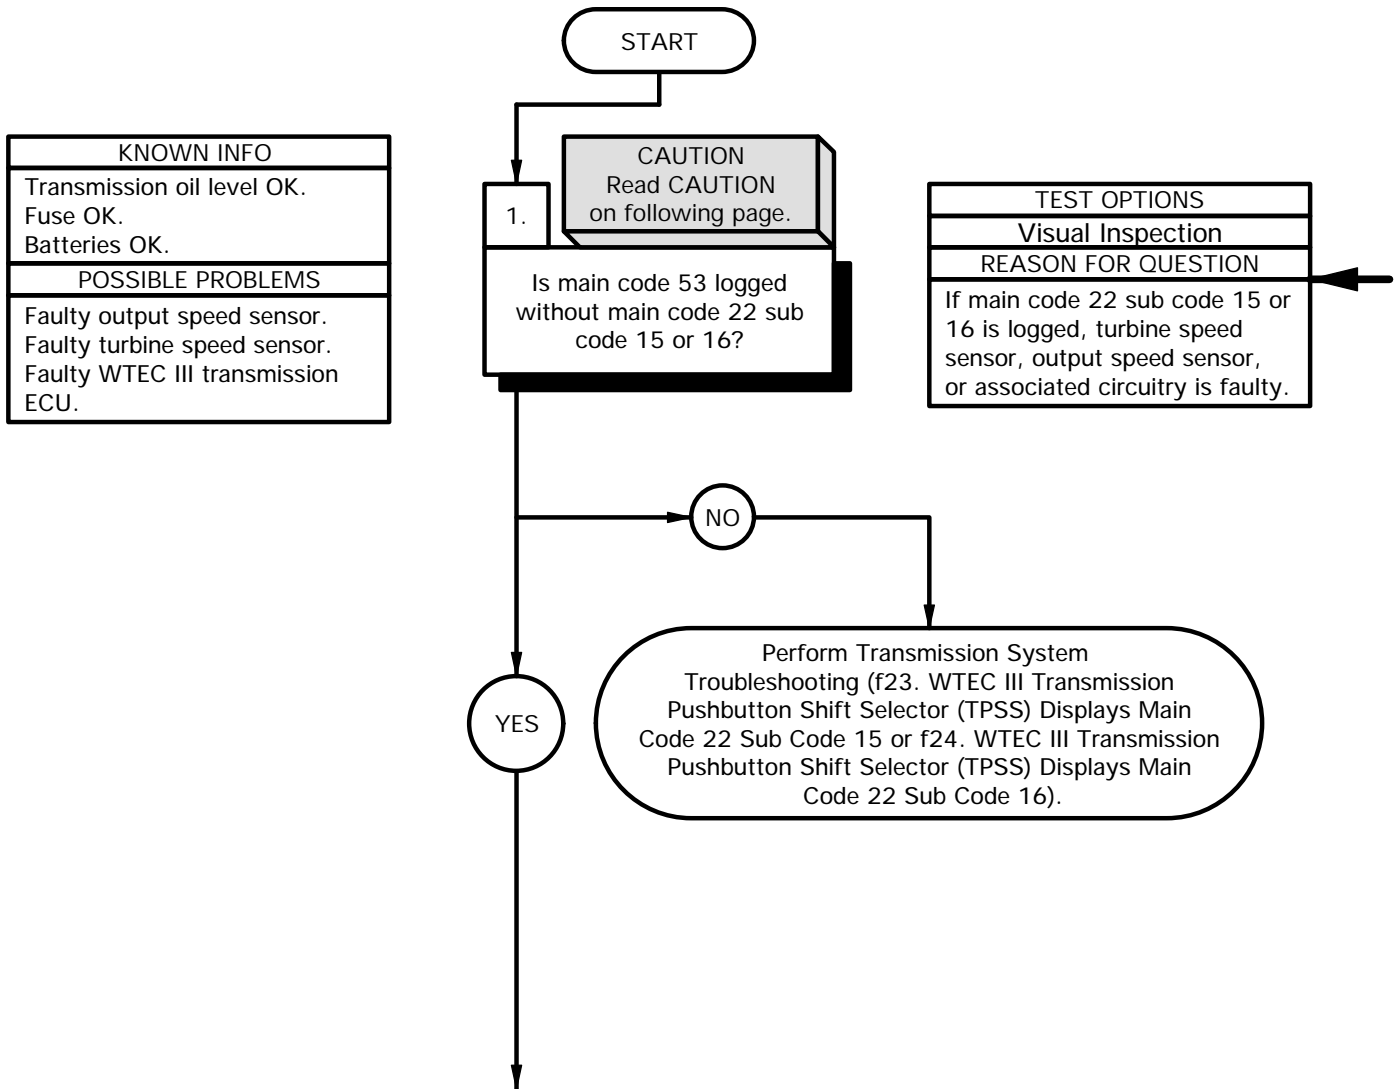 START
KNOWN INFO
Transmission oil level OK.
Fuse OK.
Batteries OK.
POSSIBLE PROBLEMS
Faulty output speed sensor.
Faulty turbine speed sensor.
Faulty WTEC III transmission
ECU.
1.
CAUTION
Read CAUTION
on following page.
Is main code 53 logged
without main code 22 sub
code 15 or 16?
TEST OPTIONS
Visual Inspection
REASON FOR QUESTION
If main code 22 sub code 15 or
16 is logged, turbine speed
sensor, output speed sensor,
or associated circuitry is faulty.
NO
YES
Perform Transmission System
Troubleshooting (f23. WTEC III Transmission
Pushbutton Shift Selector (TPSS) Displays Main
Code 22 Sub Code 15 or f24. WTEC III Transmission
Pushbutton Shift Selector (TPSS) Displays Main
Code 22 Sub Code 16).